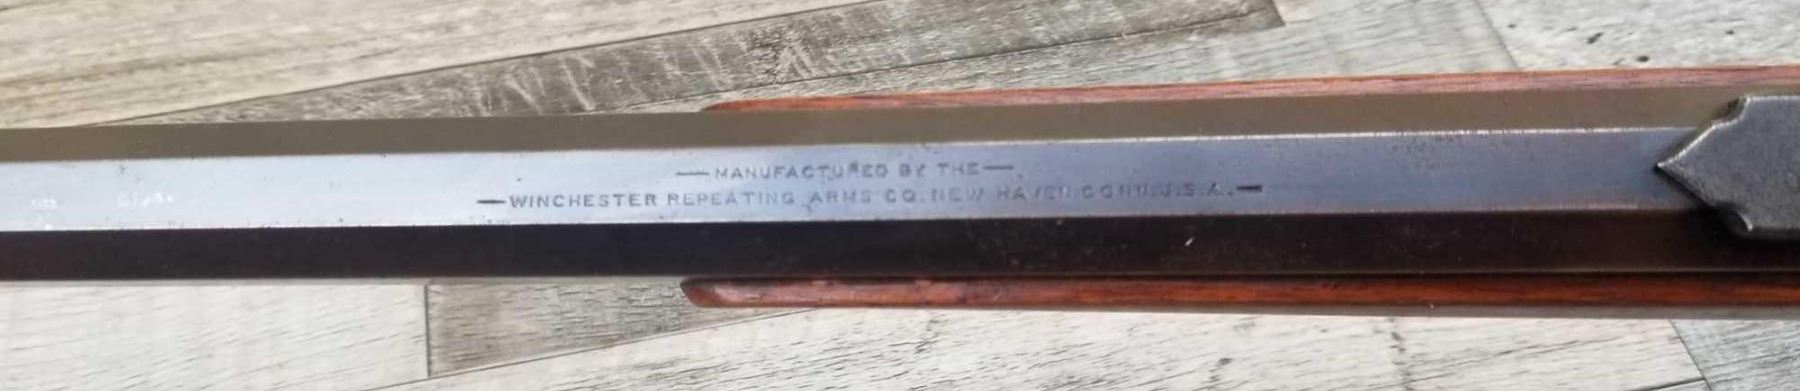 —MANUFACTURED BY THE—
—WINCHESTER REPEATING ARMS CO. NEW HAVEN. CONN. U.S.A.—